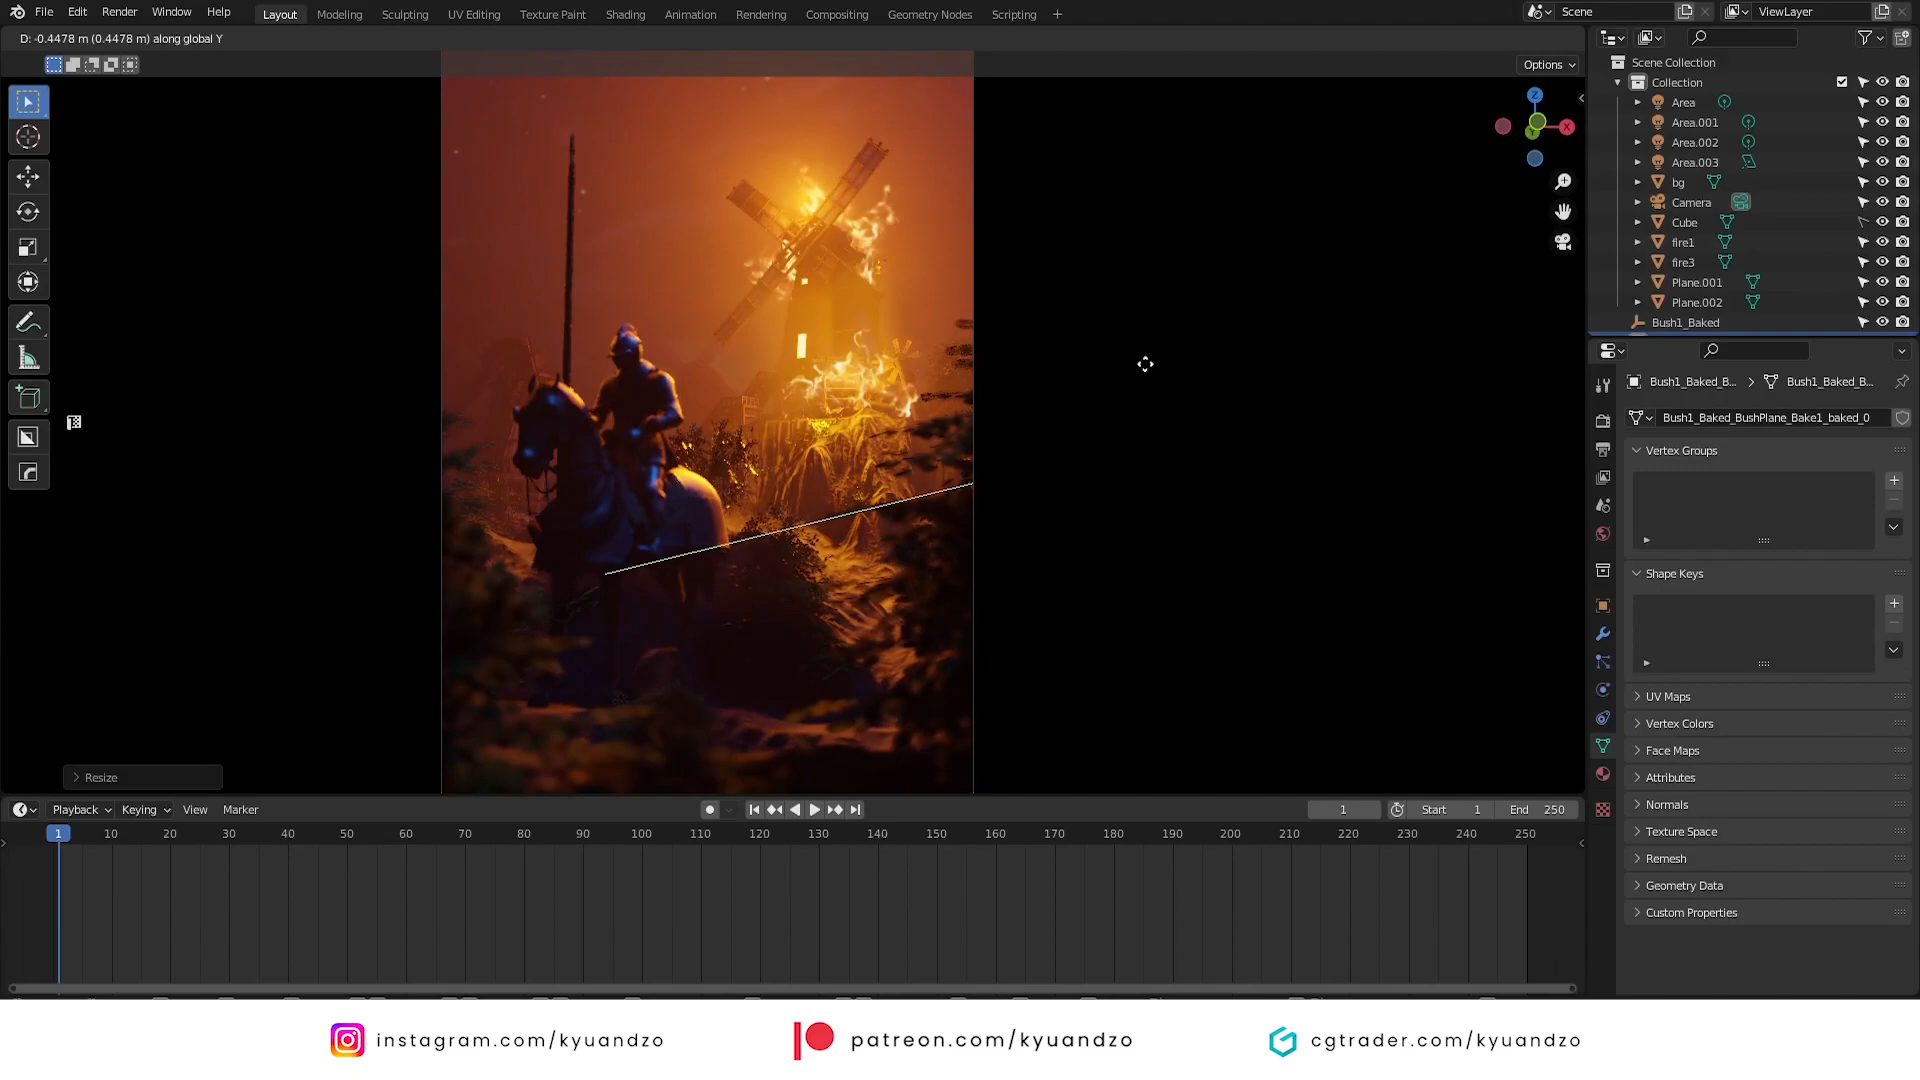 File Edit Render Window Help Layout Modeling Sculpting UV Editing Texture Paint Shading Animation Rendering Compositing Geometry Nodes Scripting + Scene ViewLayer
D: -0.4478 m (0.4478 m) along global Y
Options
Z
X
Y
Scene Collection
Collection
Area
Area.001
Area.002
Area.003
bg
Camera
Cube
fire1
fire3
Plane.001
Plane.002
Bush1_Baked
Bush1_Baked_B... Bush1_Baked_B...
Bush1_Baked_BushPlane_Bake1_baked_0
Vertex Groups
Shape Keys
UV Maps
Vertex Colors
Face Maps
Attributes
Normals
Texture Space
Remesh
Geometry Data
Custom Properties
Resize
Playback Keying View Marker 1 Start 1 End 250
1 10 20 30 40 50 60 70 80 90 100 110 120 130 140 150 160 170 180 190 200 210 220 230 240 250
instagram.com/kyuandzo patreon.com/kyuandzo cgtrader.com/kyuandzo